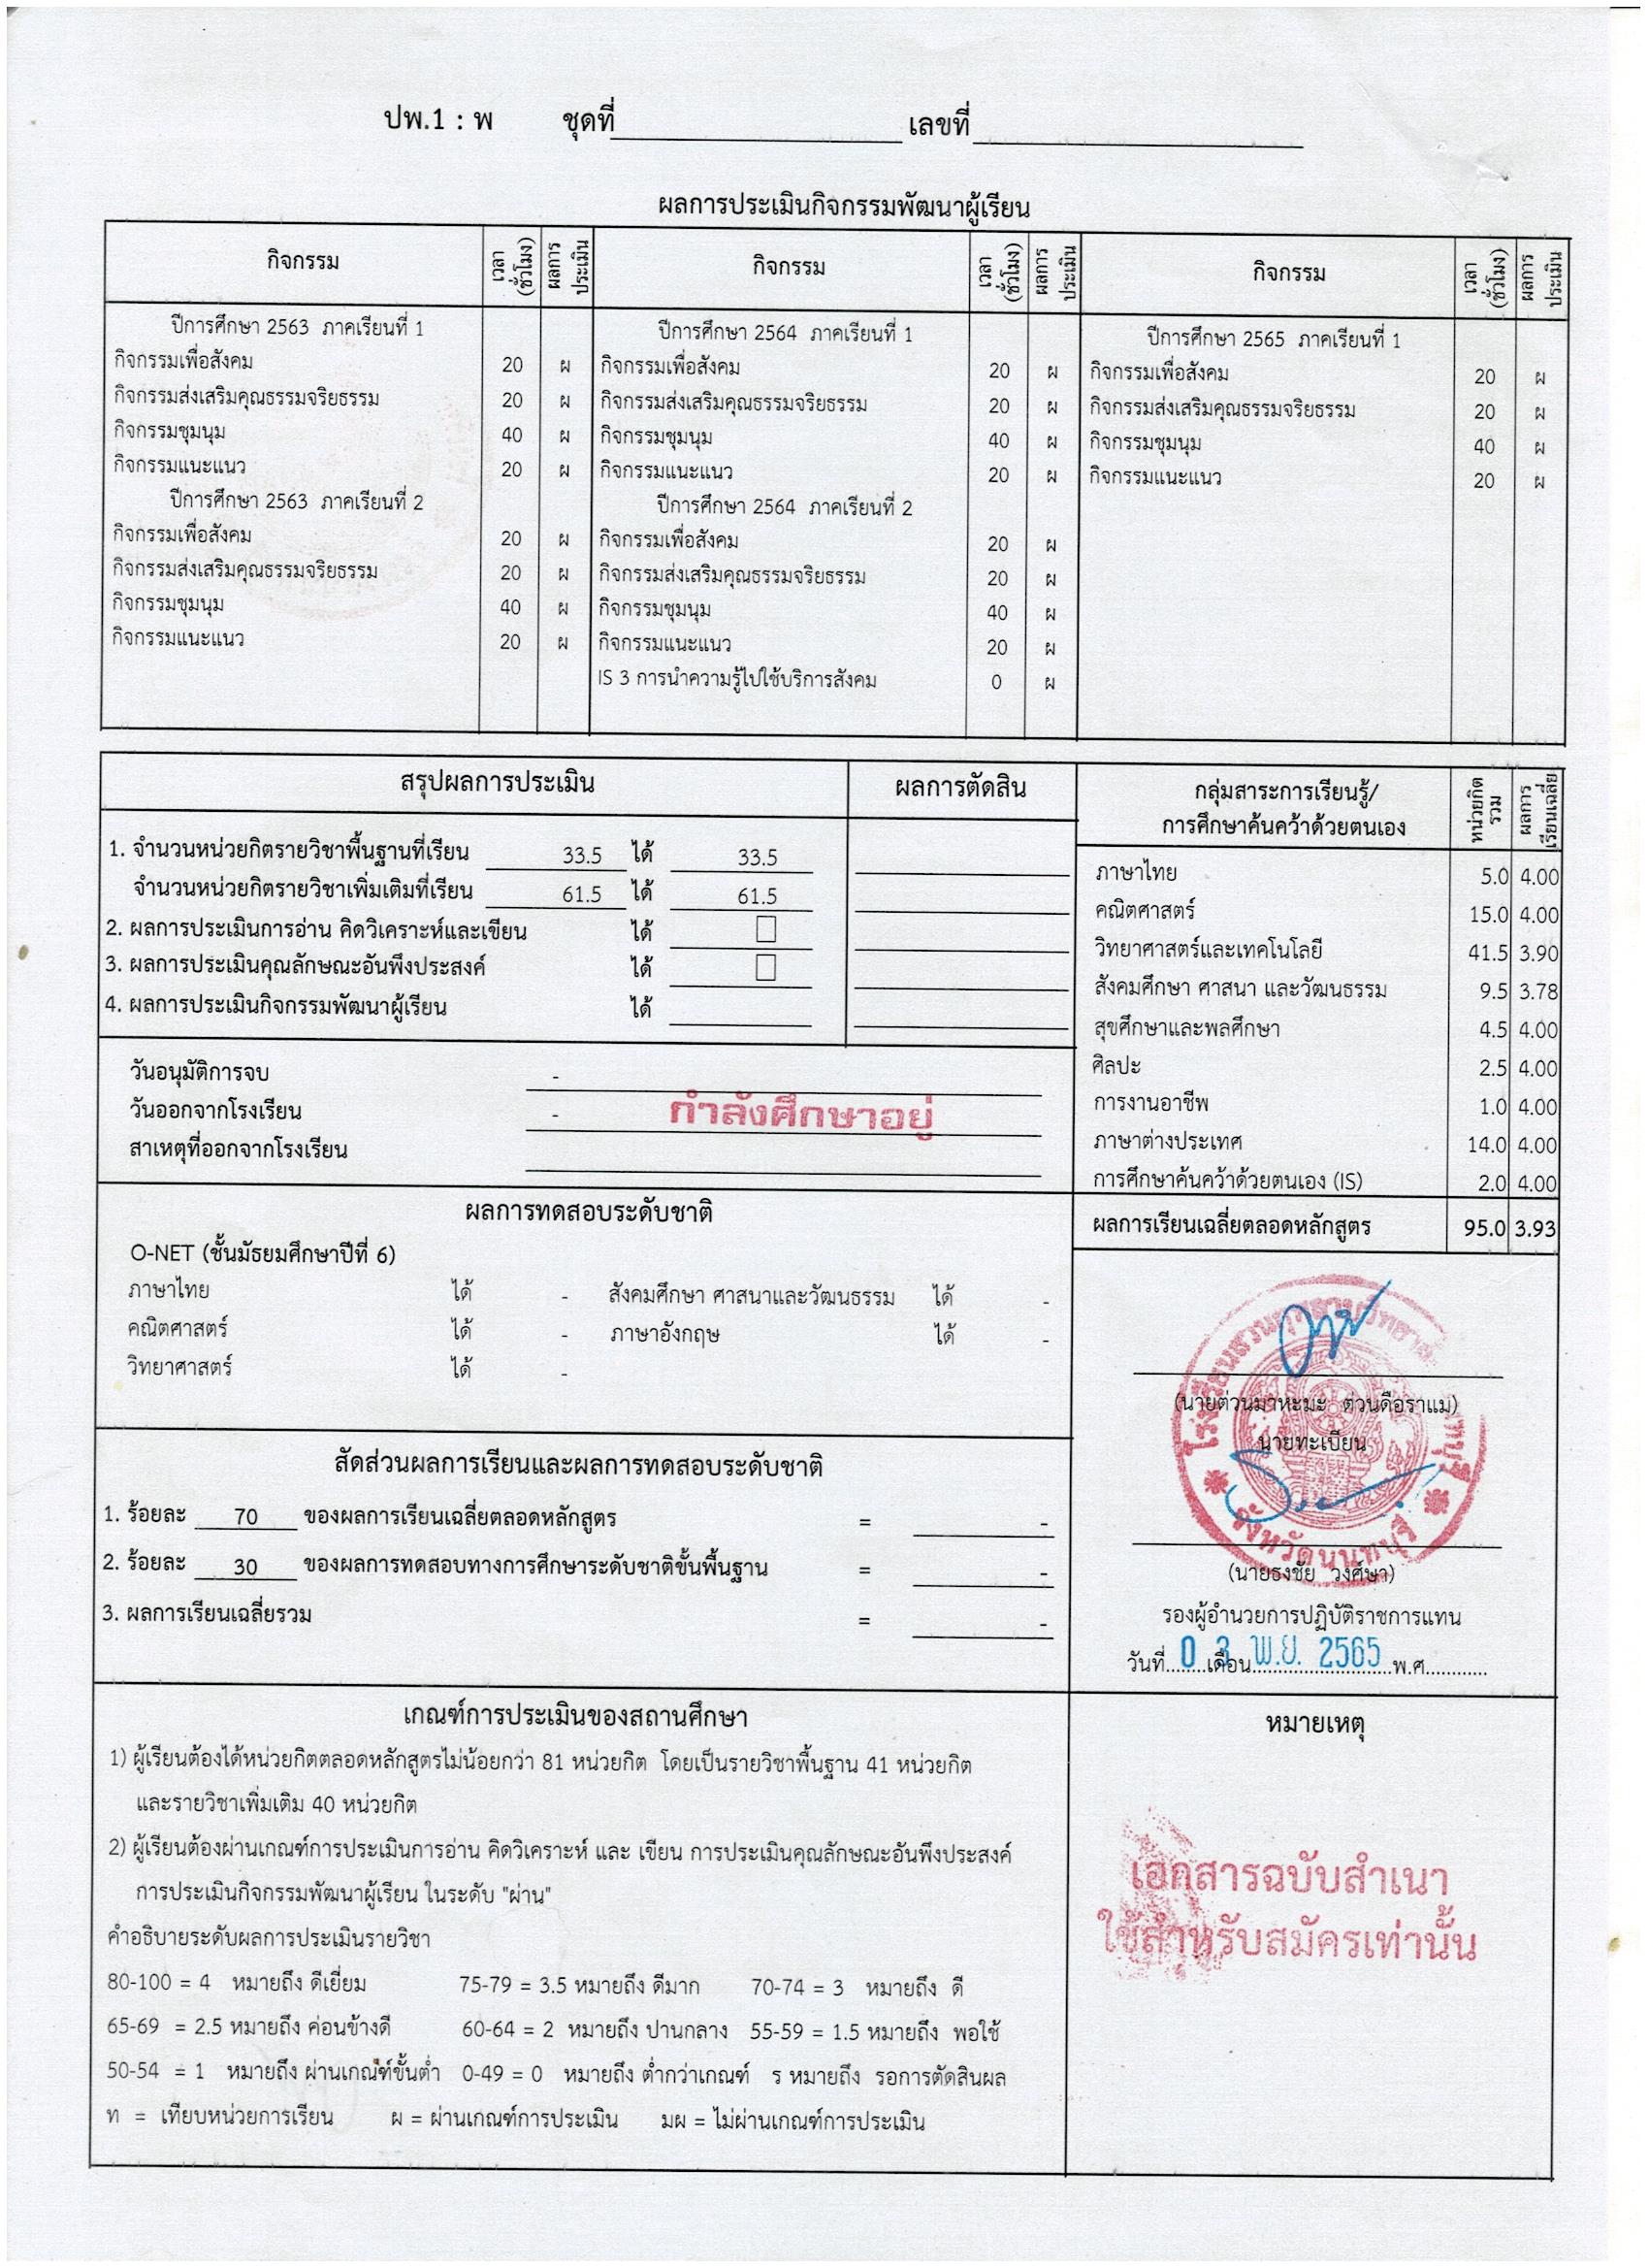 ปพ.1 : พ ชุดที่ เลขที่
ผลการประเมินกิจกรรมพัฒนาผู้เรียน
กิจกรรม เวลา (ชั่วโมง) ผลการประเมิน กิจกรรม เวลา (ชั่วโมง) ผลการประเมิน กิจกรรม เวลา (ชั่วโมง) ผลการประเมิน
ปีการศึกษา 2563 ภาคเรียนที่ 1
กิจกรรมเพื่อสังคม 20 ผ
กิจกรรมส่งเสริมคุณธรรมจริยธรรม 20 ผ
กิจกรรมชุมนุม 40 ผ
กิจกรรมแนะแนว 20 ผ
ปีการศึกษา 2563 ภาคเรียนที่ 2
กิจกรรมเพื่อสังคม 20 ผ
กิจกรรมส่งเสริมคุณธรรมจริยธรรม 20 ผ
กิจกรรมชุมนุม 40 ผ
กิจกรรมแนะแนว 20 ผ
ปีการศึกษา 2564 ภาคเรียนที่ 1
กิจกรรมเพื่อสังคม 20 ผ
กิจกรรมส่งเสริมคุณธรรมจริยธรรม 20 ผ
กิจกรรมชุมนุม 40 ผ
กิจกรรมแนะแนว 20 ผ
ปีการศึกษา 2564 ภาคเรียนที่ 2
กิจกรรมเพื่อสังคม 20 ผ
กิจกรรมส่งเสริมคุณธรรมจริยธรรม 20 ผ
กิจกรรมชุมนุม 40 ผ
กิจกรรมแนะแนว 20 ผ
IS 3 การนำความรู้ไปใช้บริการสังคม 0 ผ
ปีการศึกษา 2565 ภาคเรียนที่ 1
กิจกรรมเพื่อสังคม 20 ผ
กิจกรรมส่งเสริมคุณธรรมจริยธรรม 20 ผ
กิจกรรมชุมนุม 40 ผ
กิจกรรมแนะแนว 20 ผ
สรุปผลการประเมิน ผลการตัดสิน
1. จำนวนหน่วยกิตรายวิชาพื้นฐานที่เรียน 33.5 ได้ 33.5
จำนวนหน่วยกิตรายวิชาเพิ่มเติมที่เรียน 61.5 ได้ 61.5
2. ผลการประเมินการอ่าน คิดวิเคราะห์และเขียน ได้
3. ผลการประเมินคุณลักษณะอันพึงประสงค์ ได้
4. ผลการประเมินกิจกรรมพัฒนาผู้เรียน ได้
วันอนุมัติการจบ -
วันออกจากโรงเรียน - กำลังศึกษาอยู่
สาเหตุที่ออกจากโรงเรียน
กลุ่มสาระการเรียนรู้/
การศึกษาค้นคว้าด้วยตนเอง หน่วยกิตรวม ผลการเรียนเฉลี่ย
ภาษาไทย 5.0 4.00
คณิตศาสตร์ 15.0 4.00
วิทยาศาสตร์และเทคโนโลยี 41.5 3.90
สังคมศึกษา ศาสนา และวัฒนธรรม 9.5 3.78
สุขศึกษาและพลศึกษา 4.5 4.00
ศิลปะ 2.5 4.00
การงานอาชีพ 1.0 4.00
ภาษาต่างประเทศ 14.0 4.00
การศึกษาค้นคว้าด้วยตนเอง (IS) 2.0 4.00
ผลการเรียนเฉลี่ยตลอดหลักสูตร 95.0 3.93
ผลการทดสอบระดับชาติ
O-NET (ชั้นมัธยมศึกษาปีที่ 6)
ภาษาไทย ได้ - สังคมศึกษา ศาสนาและวัฒนธรรม ได้ -
คณิตศาสตร์ ได้ - ภาษาอังกฤษ ได้ -
วิทยาศาสตร์ ได้ -
สัดส่วนผลการเรียนและผลการทดสอบระดับชาติ
1. ร้อยละ 70 ของผลการเรียนเฉลี่ยตลอดหลักสูตร = -
2. ร้อยละ 30 ของผลการทดสอบทางการศึกษาระดับชาติขั้นพื้นฐาน = -
3. ผลการเรียนเฉลี่ยรวม = -
(นายต่วนมาหะมะ ต่วนดือราแม)
นายทะเบียน
จังหวัดนนทบุรี
(นายธงชัย วงศ์ษา)
รองผู้อำนวยการปฏิบัติราชการแทน
วันที่........เดือน............................พ.ศ............
0 3 พ.ย. 2565
เกณฑ์การประเมินของสถานศึกษา
1) ผู้เรียนต้องได้หน่วยกิตตลอดหลักสูตรไม่น้อยกว่า 81 หน่วยกิต โดยเป็นรายวิชาพื้นฐาน 41 หน่วยกิต
และรายวิชาเพิ่มเติม 40 หน่วยกิต
2) ผู้เรียนต้องผ่านเกณฑ์การประเมินการอ่าน คิดวิเคราะห์ และ เขียน การประเมินคุณลักษณะอันพึงประสงค์
การประเมินกิจกรรมพัฒนาผู้เรียน ในระดับ "ผ่าน"
คำอธิบายระดับผลการประเมินรายวิชา
80-100 = 4 หมายถึง ดีเยี่ยม 75-79 = 3.5 หมายถึง ดีมาก 70-74 = 3 หมายถึง ดี
65-69 = 2.5 หมายถึง ค่อนข้างดี 60-64 = 2 หมายถึง ปานกลาง 55-59 = 1.5 หมายถึง พอใช้
50-54 = 1 หมายถึง ผ่านเกณฑ์ขั้นต่ำ 0-49 = 0 หมายถึง ต่ำกว่าเกณฑ์ ร หมายถึง รอการตัดสินผล
ท = เทียบหน่วยการเรียน ผ = ผ่านเกณฑ์การประเมิน มผ = ไม่ผ่านเกณฑ์การประเมิน
หมายเหตุ
เอกสารฉบับสำเนา
ใช้สำหรับสมัครเท่านั้น